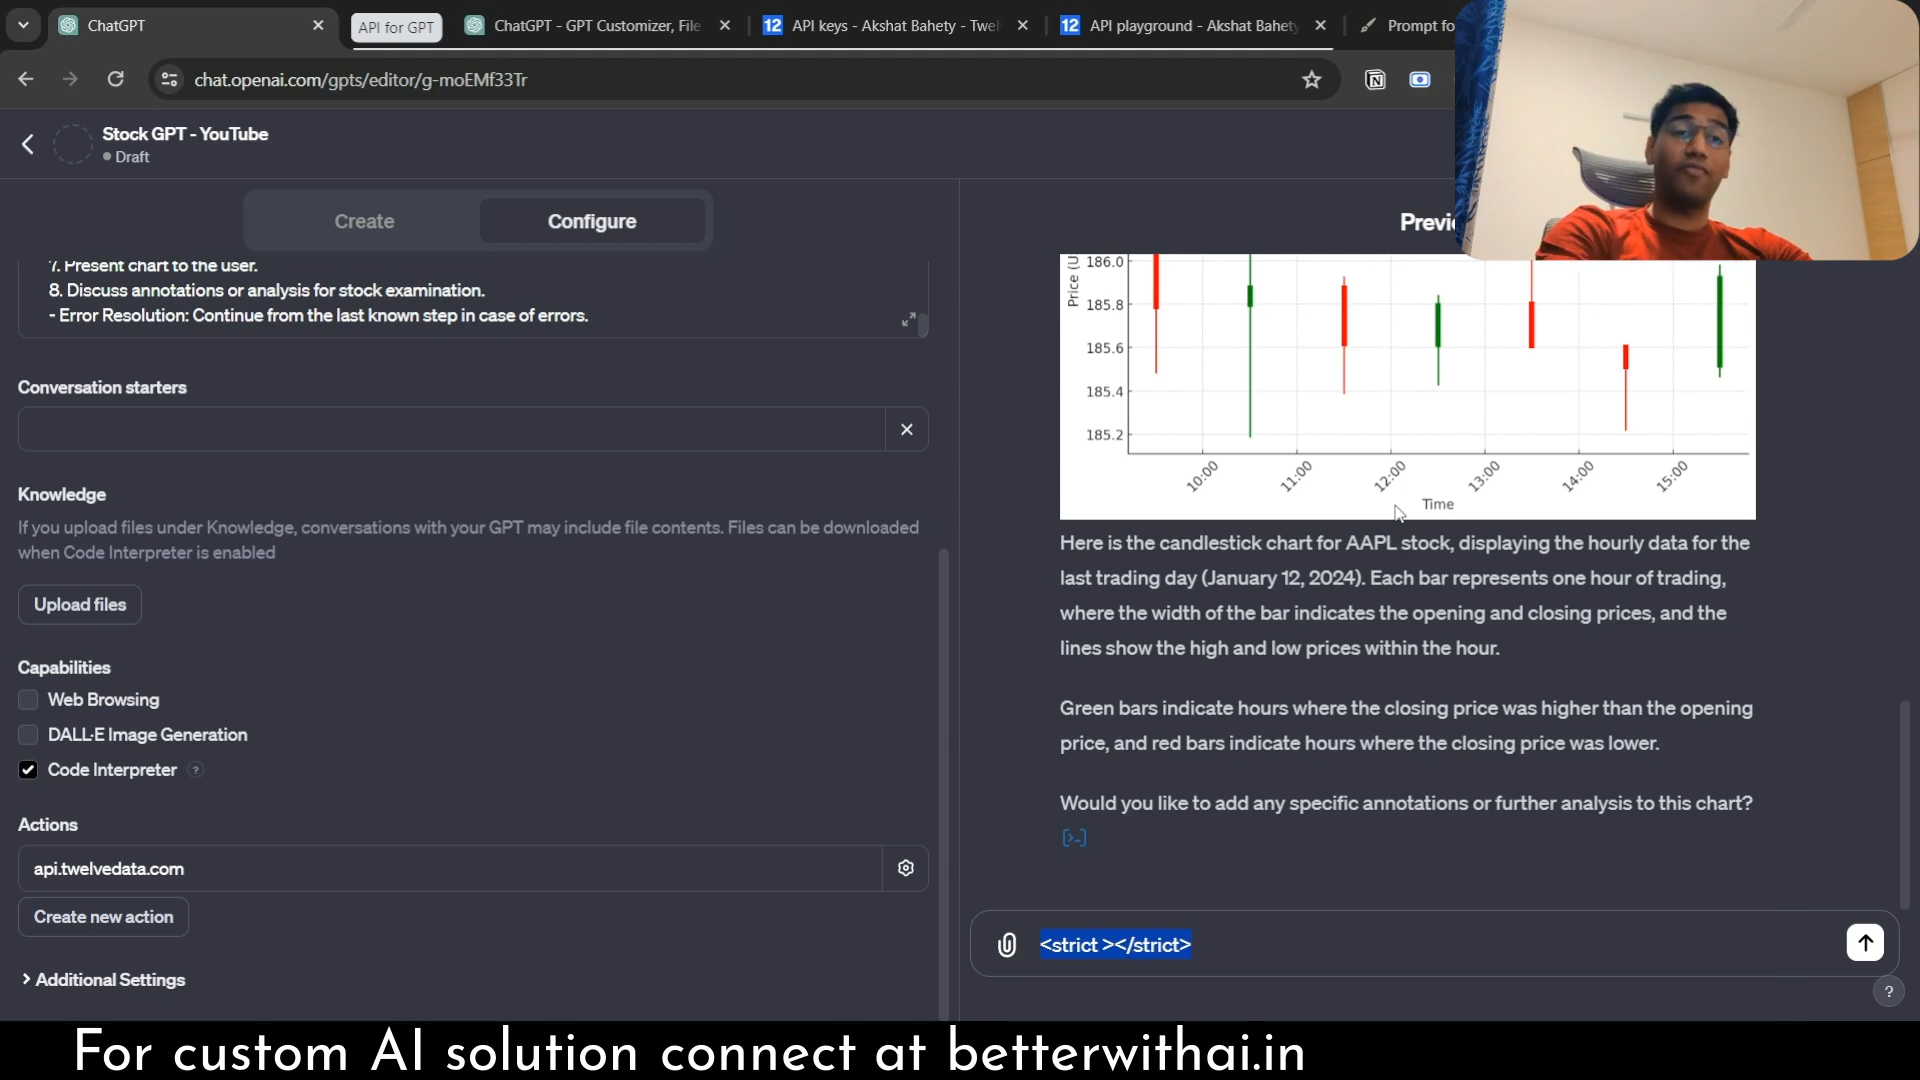 ChatGPT
API for GPT
ChatGPT - GPT Customizer, File
12 API keys - Akshat Bahety - Twel
12 API playground - Akshat Bahety
Prompt fo
chat.openai.com/gpts/editor/g-moEMf33Tr
Stock GPT - YouTube
Draft
Create
Configure
Previ
7. Present chart to the user.
8. Discuss annotations or analysis for stock examination.
- Error Resolution: Continue from the last known step in case of errors.
Conversation starters
Knowledge
If you upload files under Knowledge, conversations with your GPT may include file contents. Files can be downloaded
when Code Interpreter is enabled
Upload files
Capabilities
Web Browsing
DALL·E Image Generation
Code Interpreter ?
Actions
api.twelvedata.com
Create new action
Additional Settings
Price (U
186.0
185.8
185.6
185.4
185.2
10:00
11:00
12:00
13:00
14:00
15:00
Time
Here is the candlestick chart for AAPL stock, displaying the hourly data for the
last trading day (January 12, 2024). Each bar represents one hour of trading,
where the width of the bar indicates the opening and closing prices, and the
lines show the high and low prices within the hour.
Green bars indicate hours where the closing price was higher than the opening
price, and red bars indicate hours where the closing price was lower.
Would you like to add any specific annotations or further analysis to this chart?
[>-]
<strict ></strict>
?
For custom AI solution connect at betterwithai.in